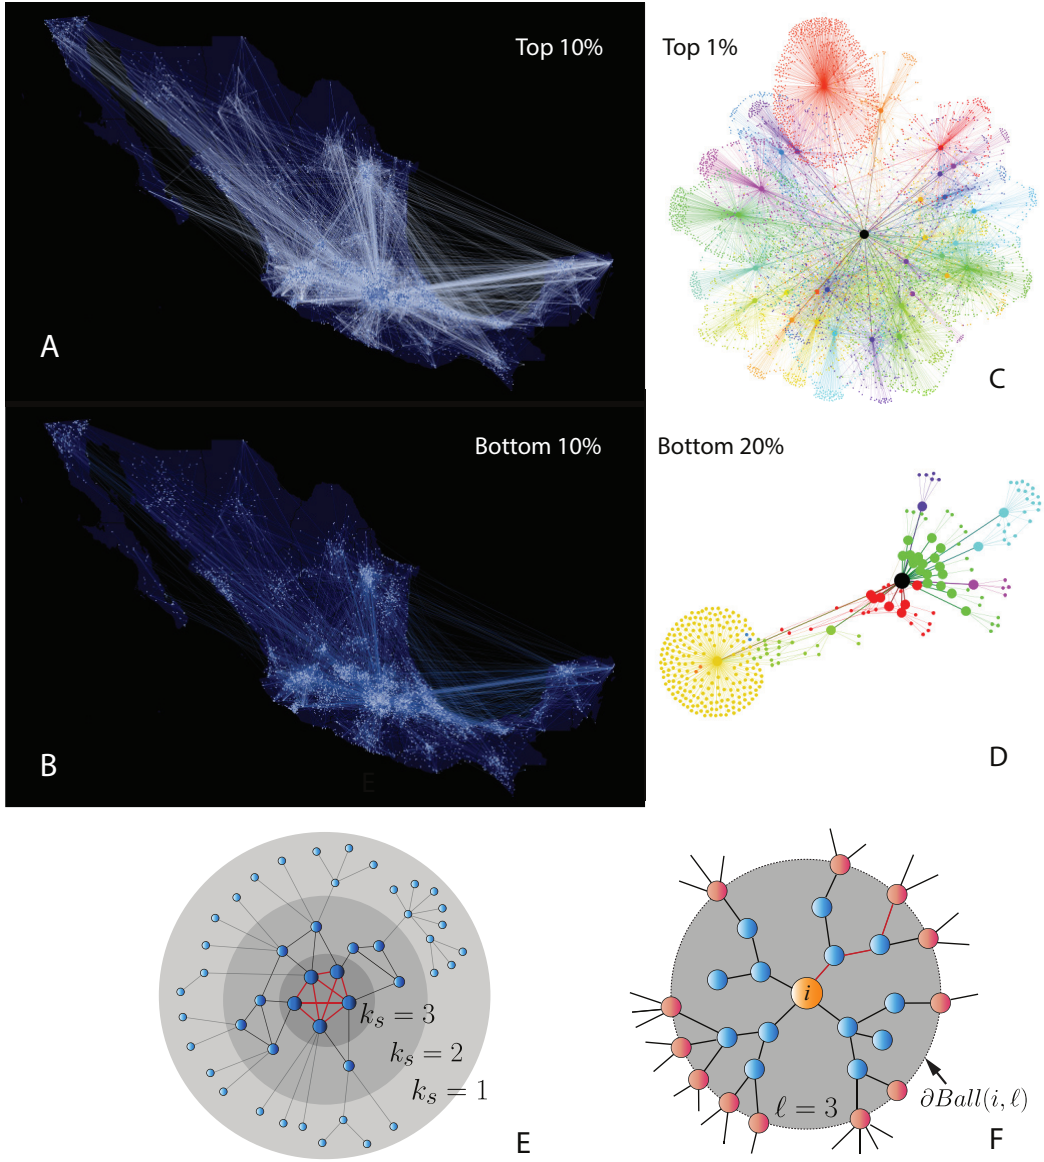 Top 10%
A
Top 1%
C
Bottom 10%
B
E
Bottom 20%
D
k_s = 3
k_s = 2
k_s = 1
E
i
ℓ = 3
∂Ball(i, ℓ)
F